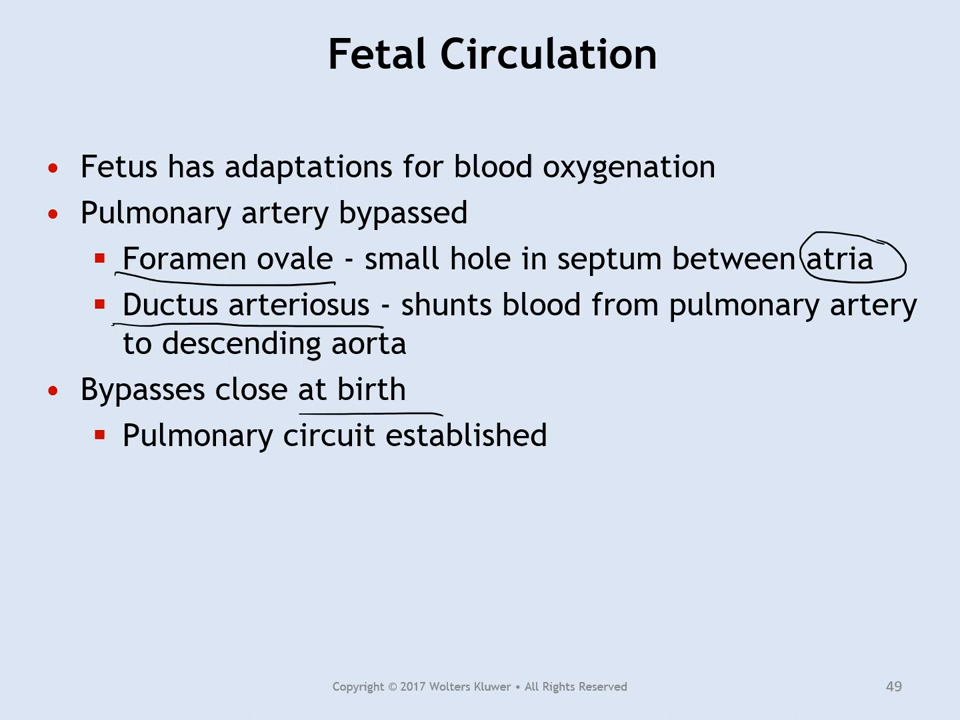 Fetal Circulation
• Fetus has adaptations for blood oxygenation
• Pulmonary artery bypassed
▪ Foramen ovale - small hole in septum between atria
▪ Ductus arteriosus - shunts blood from pulmonary artery
to descending aorta
• Bypasses close at birth
▪ Pulmonary circuit established
Copyright © 2017 Wolters Kluwer • All Rights Reserved
49